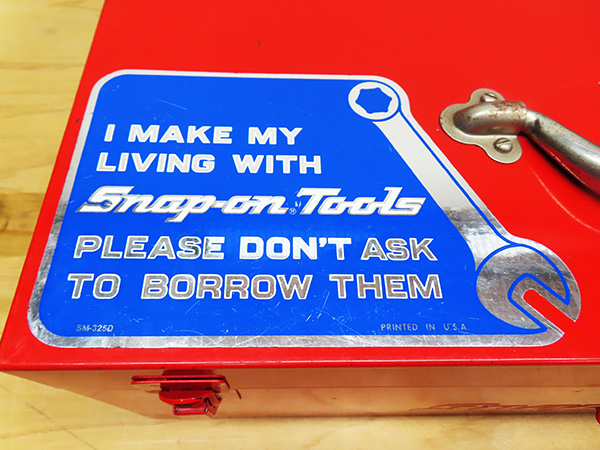 I MAKE MY
LIVING WITH
Snap-on® Tools
PLEASE DON'T ASK
TO BORROW THEM
SM-325D PRINTED IN U.S.A